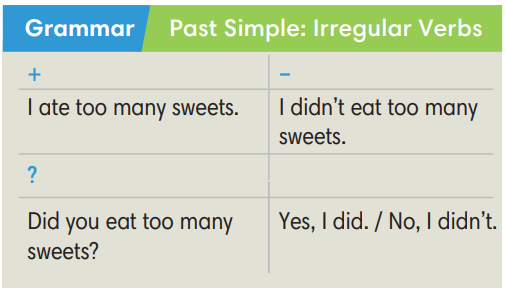 Grammar Past Simple: Irregular Verbs
+ –
I ate too many sweets. I didn’t eat too many
sweets.
?
Did you eat too many Yes, I did. / No, I didn’t.
sweets?